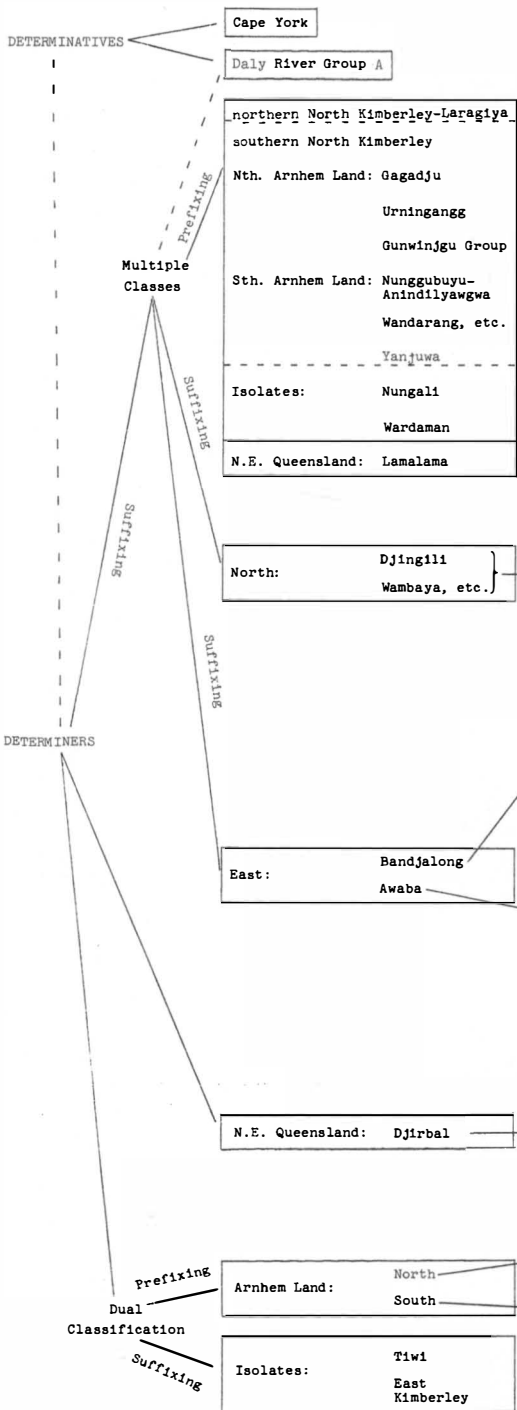 Cape York
DETERMINATIVES
Daly River Group A
northern North Kimberley-Laragiya
southern North Kimberley
Prefixing
Nth. Arnhem Land: Gagadju
Urningangg
Gunwinjgu Group
Multiple
Classes
Sth. Arnhem Land: Nunggubuyu-
Anindilyawgwa
Wandarang, etc.
Yanjuwa
Suffixing
Isolates: Nungali
Wardaman
N.E. Queensland: Lamalama
Suffixing
North: Djingili
Wambaya, etc.
Suffixing
DETERMINERS
East: Bandjalong
Awaba
N.E. Queensland: Djirbal
Prefixing
Arnhem Land: North
South
Dual
Classification
Suffixing
Isolates: Tiwi
East
Kimberley